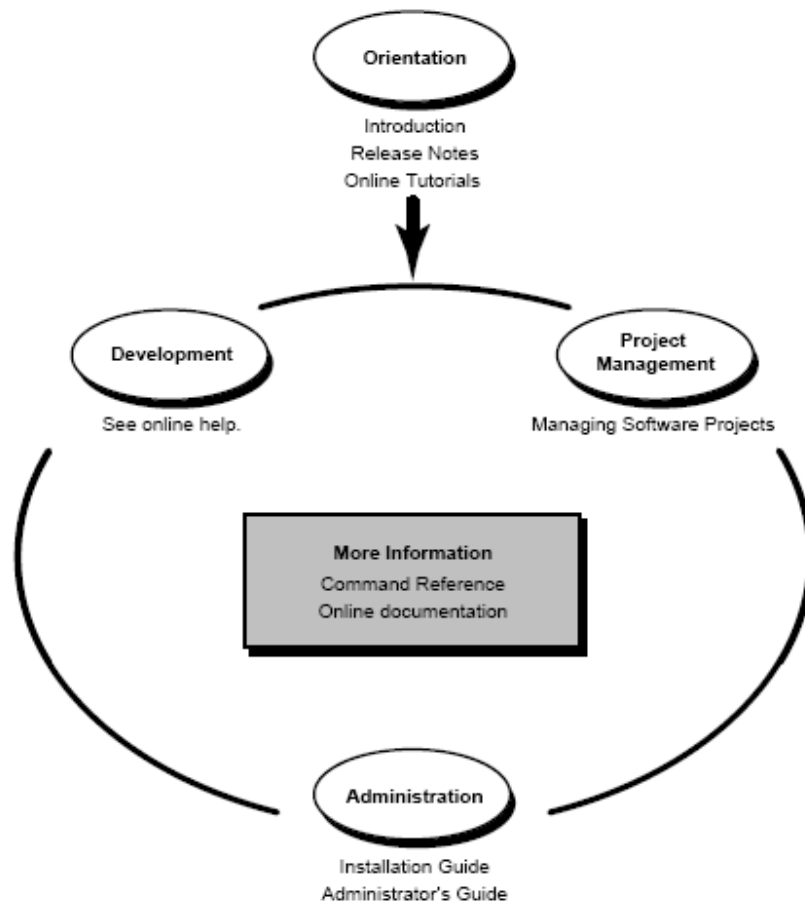 Orientation
Introduction
Release Notes
Online Tutorials
Development
See online help.
Project
Management
Managing Software Projects
More Information
Command Reference
Online documentation
Administration
Installation Guide
Administrator's Guide